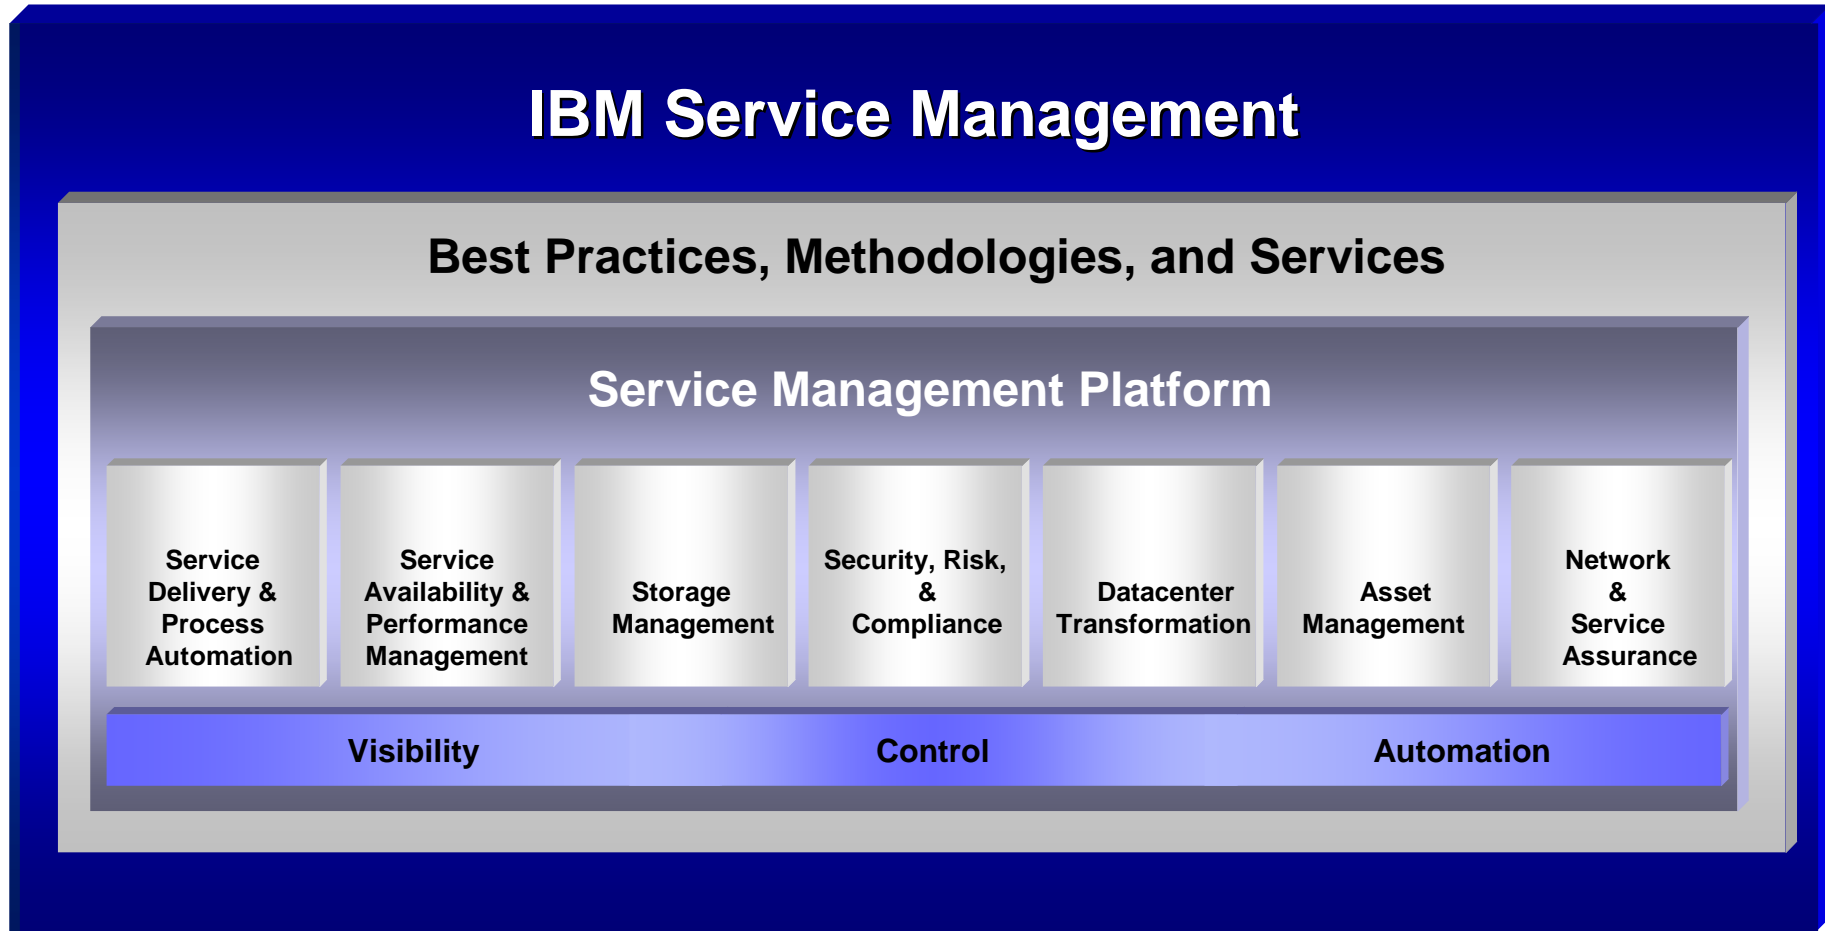 IBM Service Management
Best Practices, Methodologies, and Services
Service Management Platform
Service
Delivery &
Process
Automation
Service
Availability &
Performance
Management
Storage
Management
Security, Risk,
&
Compliance
Datacenter
Transformation
Asset
Management
Network
&
Service
Assurance
Visibility
Control
Automation